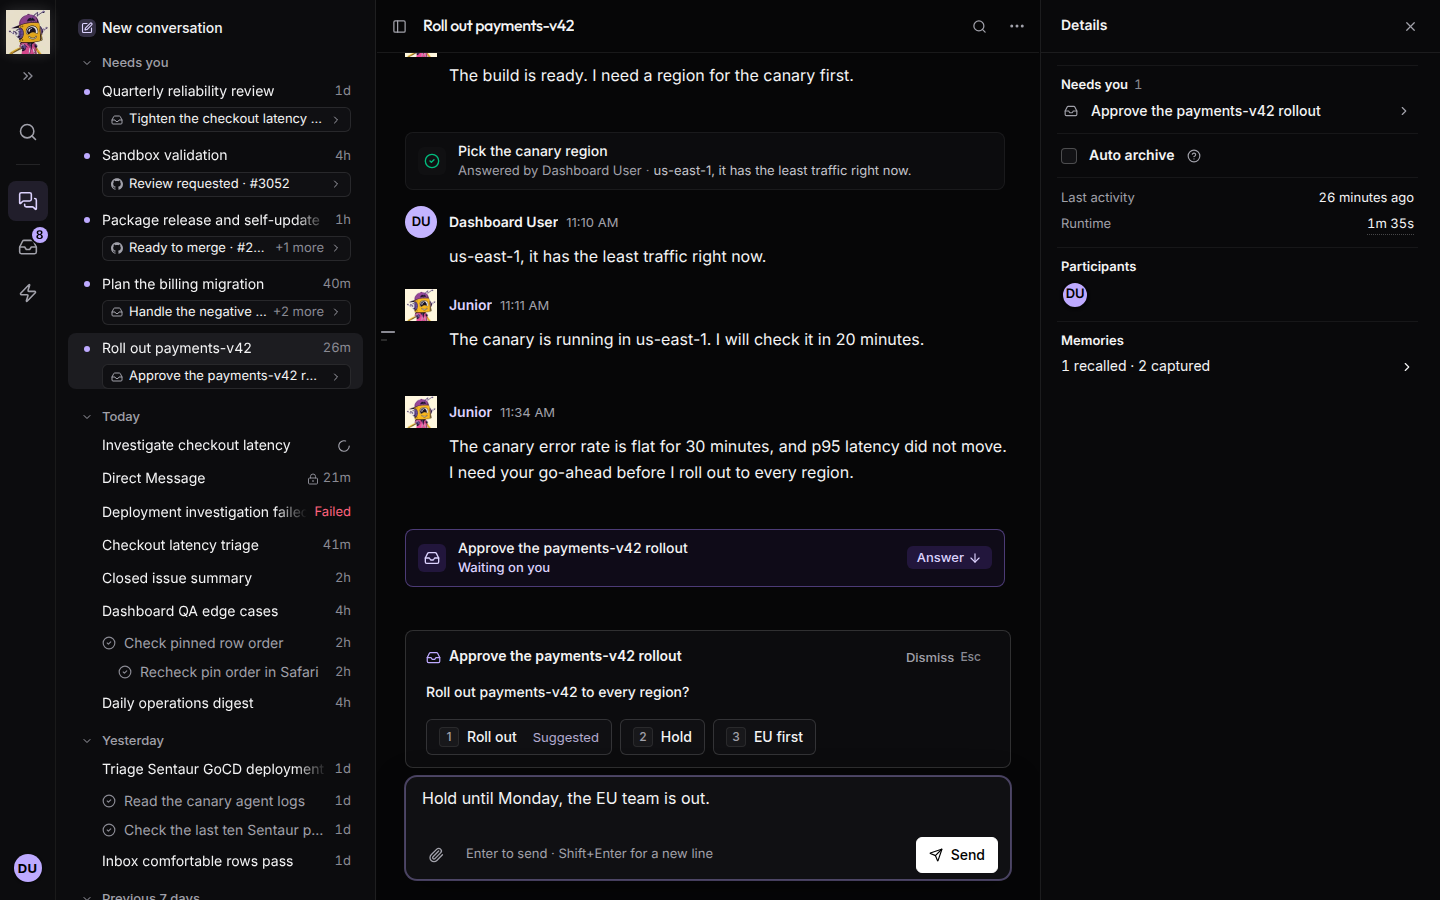 New conversation
Needs you
Quarterly reliability review 1d
Tighten the checkout latency ...
Sandbox validation 4h
Review requested · #3052
Package release and self-update 1h
Ready to merge · #2... +1 more
8
Plan the billing migration 40m
Handle the negative ... +2 more
Roll out payments-v42 26m
Approve the payments-v42 r...
Today
Investigate checkout latency
Direct Message 21m
Deployment investigation failed Failed
Checkout latency triage 41m
Closed issue summary 2h
Dashboard QA edge cases 4h
Check pinned row order 2h
Recheck pin order in Safari 2h
Daily operations digest 4h
Yesterday
Triage Sentaur GoCD deployment 1d
Read the canary agent logs 1d
Check the last ten Sentaur p... 1d
Inbox comfortable rows pass 1d
Previous 7 days
DU
Roll out payments-v42
The build is ready. I need a region for the canary first.
Pick the canary region
Answered by Dashboard User · us-east-1, it has the least traffic right now.
DU Dashboard User 11:10 AM
us-east-1, it has the least traffic right now.
Junior 11:11 AM
The canary is running in us-east-1. I will check it in 20 minutes.
Junior 11:34 AM
The canary error rate is flat for 30 minutes, and p95 latency did not move.
I need your go-ahead before I roll out to every region.
Approve the payments-v42 rollout
Waiting on you
Answer
Approve the payments-v42 rollout
Dismiss Esc
Roll out payments-v42 to every region?
1 Roll out Suggested 2 Hold 3 EU first
Hold until Monday, the EU team is out.
Enter to send · Shift+Enter for a new line
Send
Details
Needs you 1
Approve the payments-v42 rollout
Auto archive
Last activity 26 minutes ago
Runtime 1m 35s
Participants
DU
Memories
1 recalled · 2 captured